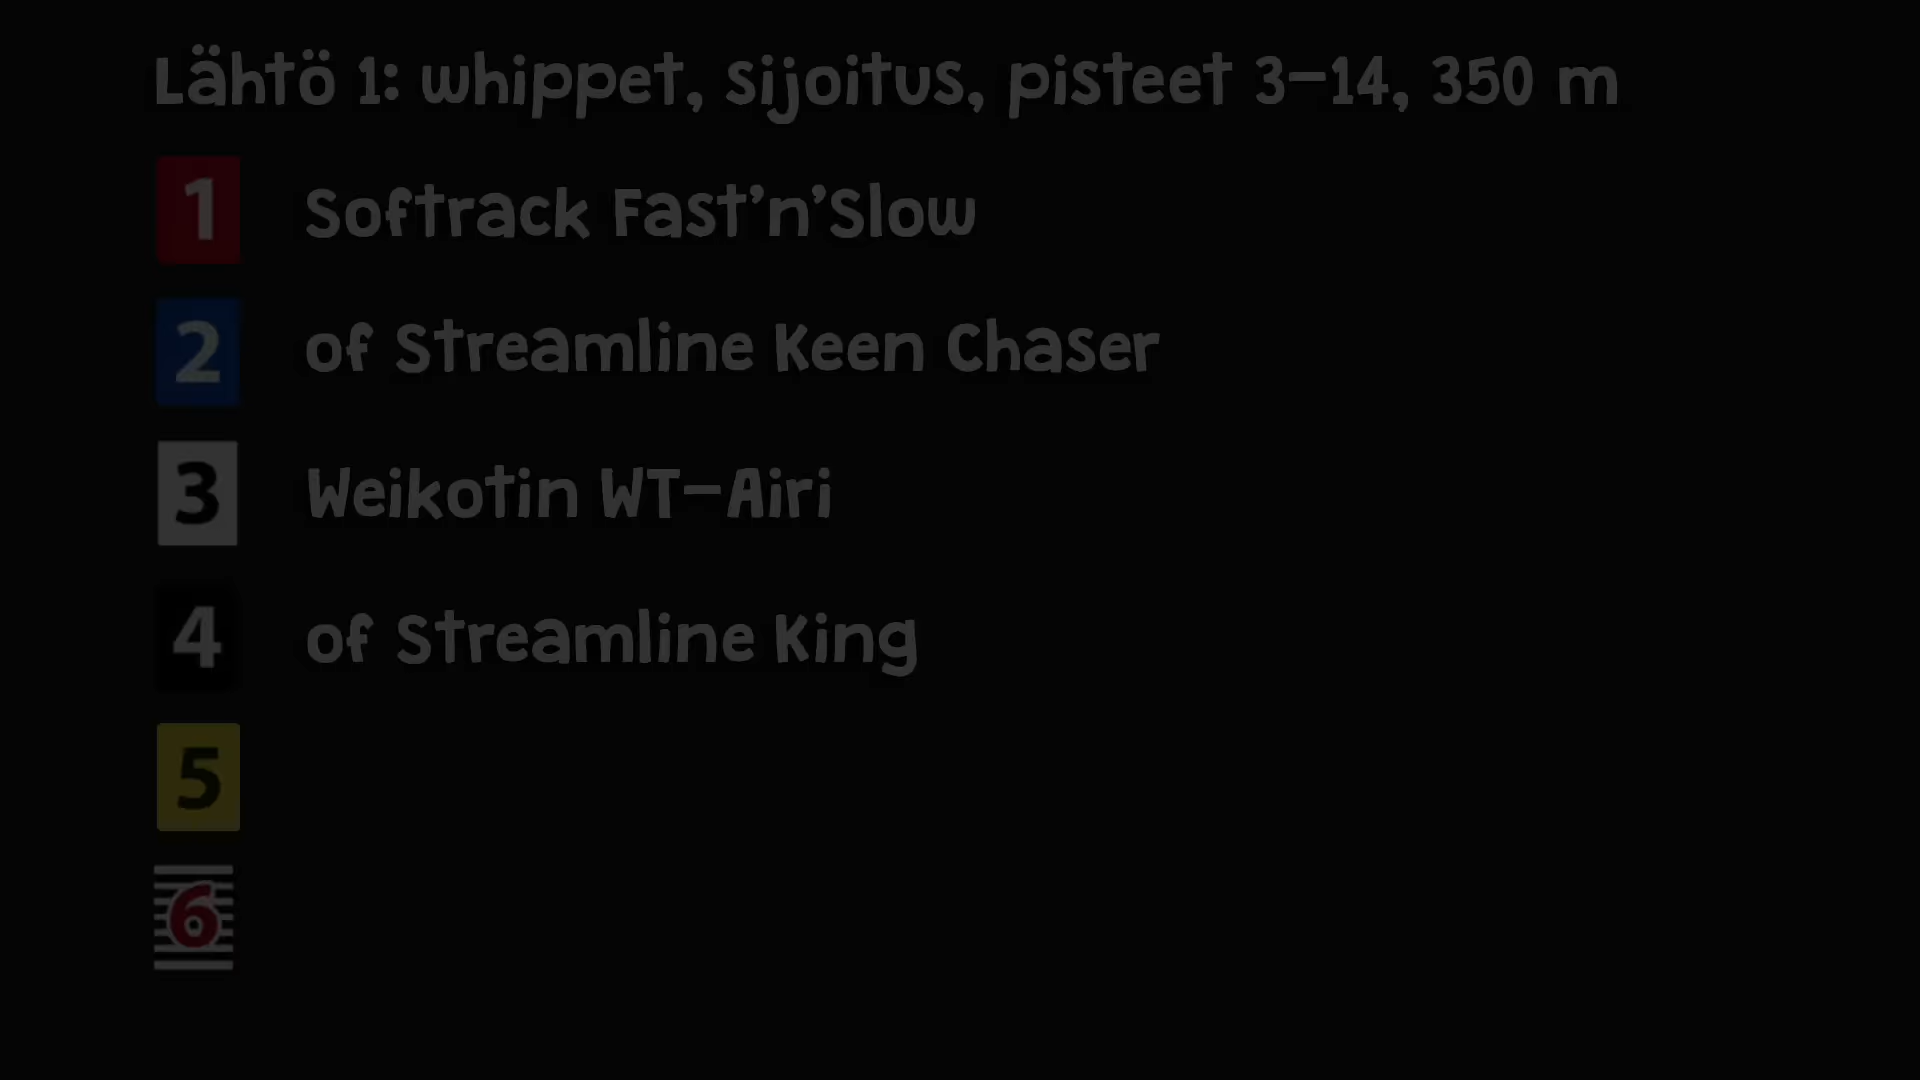 Lähtö 1: whippet, sijoitus, pisteet 3-14, 350 m
1 Softrack Fast'n'Slow
2 of Streamline Keen Chaser
3 Weikotin WT-Airi
4 of Streamline King
5
6